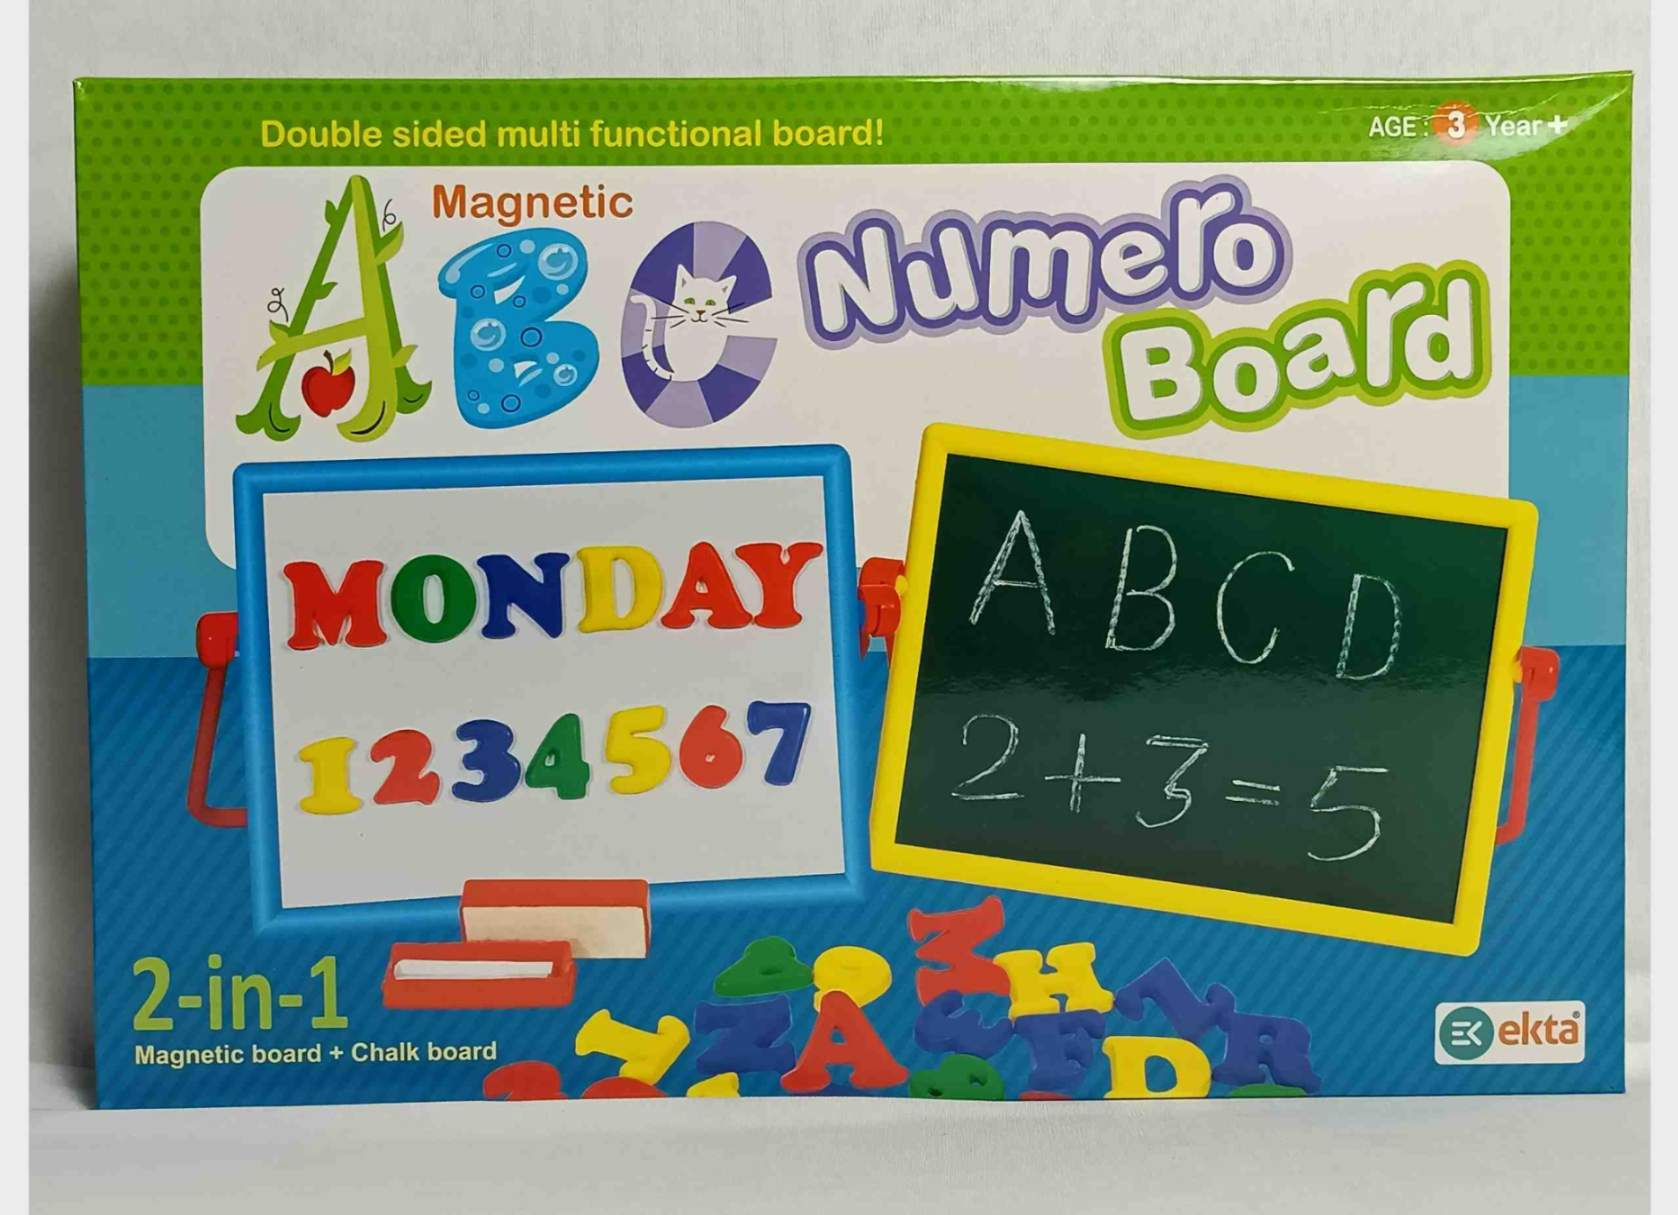 Double sided multi functional board!
AGE : 3 Year +
Magnetic
ABC Numero
Board
MONDAY
1234567
A B C D
2+3=5
2-in-1
Magnetic board + Chalk board
EK ekta